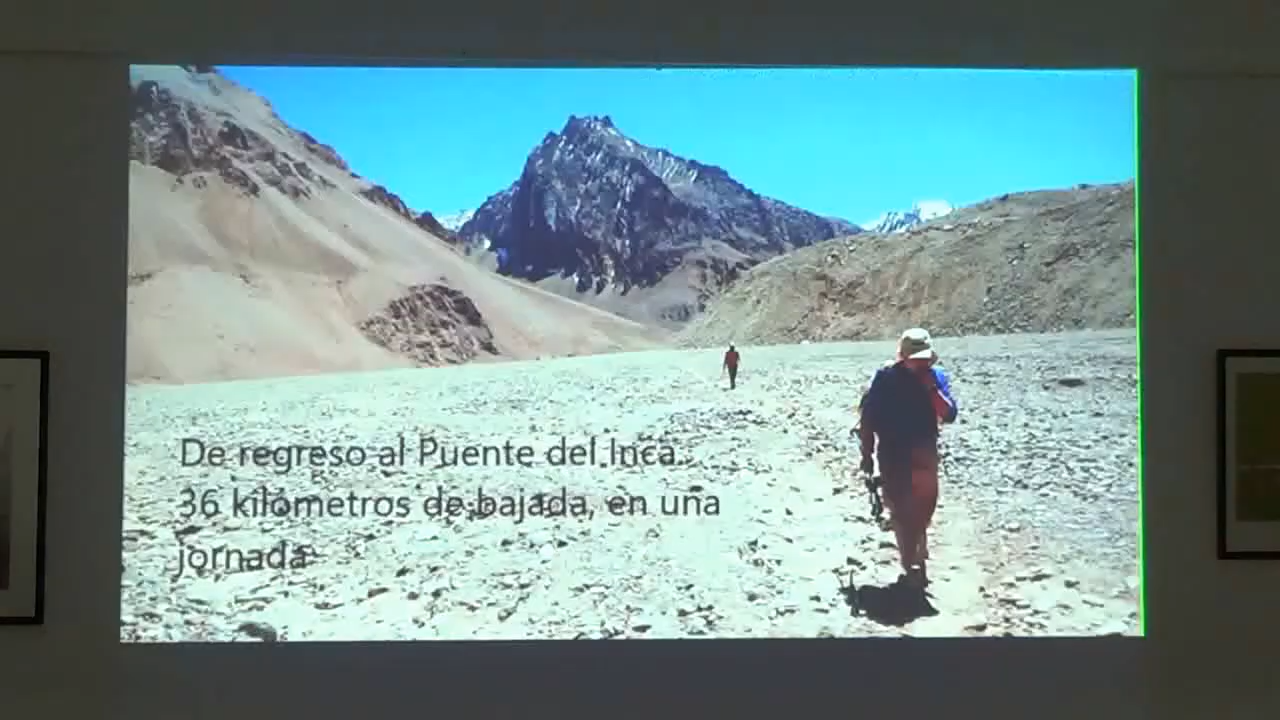 De regreso al Puente del Inca..
36 kilómetros de bajada, en una
jornada